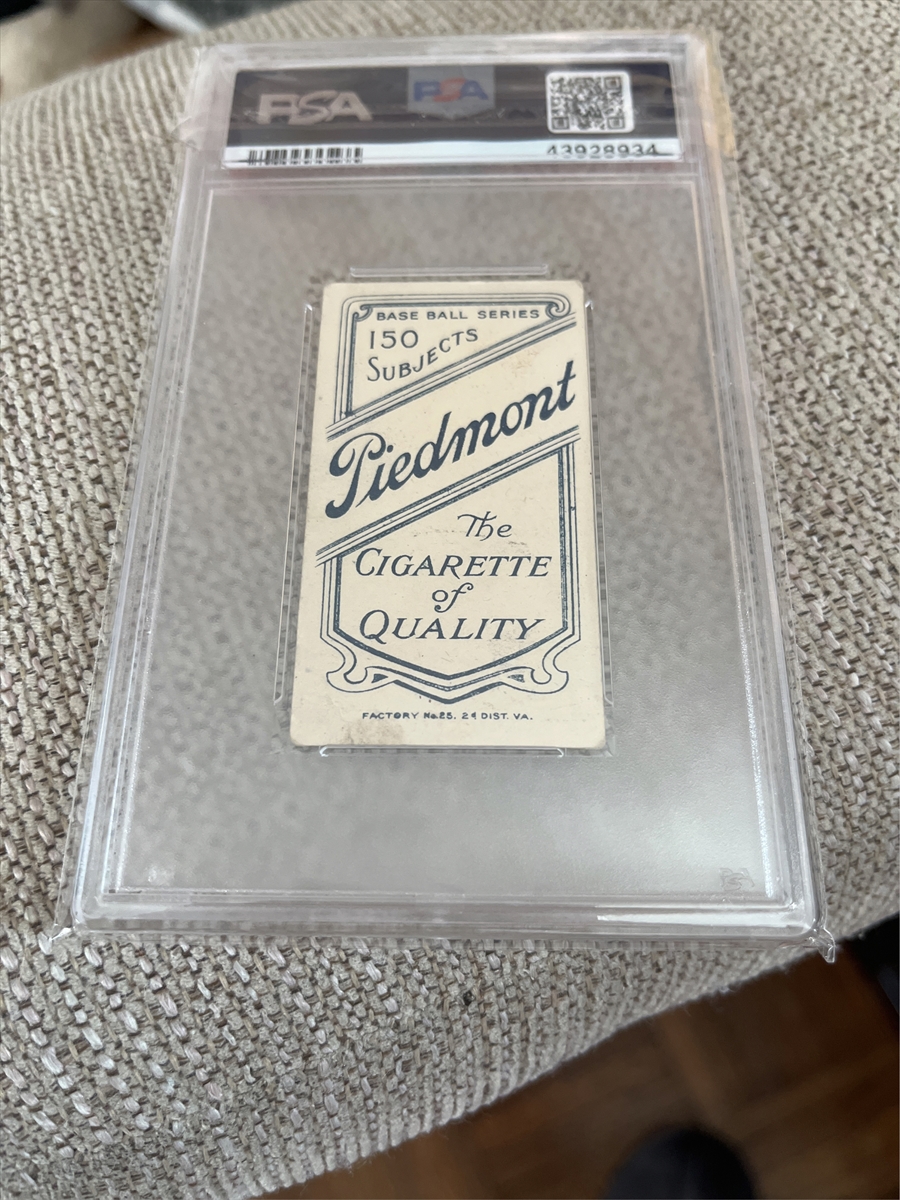 PSA
PSA
43928934
BASE BALL SERIES
150
SUBJECTS
Piedmont
The
CIGARETTE
of
QUALITY
FACTORY No. 25. 2d DIST. VA.